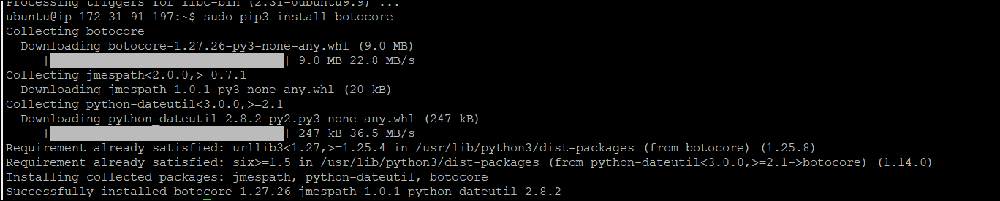 Processing triggers for libc-bin (2.31-0ubuntu9.9) ...
ubuntu@ip-172-31-91-197:~$ sudo pip3 install botocore
Collecting botocore
  Downloading botocore-1.27.26-py3-none-any.whl (9.0 MB)
     |                                | 9.0 MB 22.8 MB/s
Collecting jmespath<2.0.0,>=0.7.1
  Downloading jmespath-1.0.1-py3-none-any.whl (20 kB)
Collecting python-dateutil<3.0.0,>=2.1
  Downloading python_dateutil-2.8.2-py2.py3-none-any.whl (247 kB)
     |                                | 247 kB 36.5 MB/s
Requirement already satisfied: urllib3<1.27,>=1.25.4 in /usr/lib/python3/dist-packages (from botocore) (1.25.8)
Requirement already satisfied: six>=1.5 in /usr/lib/python3/dist-packages (from python-dateutil<3.0.0,>=2.1->botocore) (1.14.0)
Installing collected packages: jmespath, python-dateutil, botocore
Successfully installed botocore-1.27.26 jmespath-1.0.1 python-dateutil-2.8.2